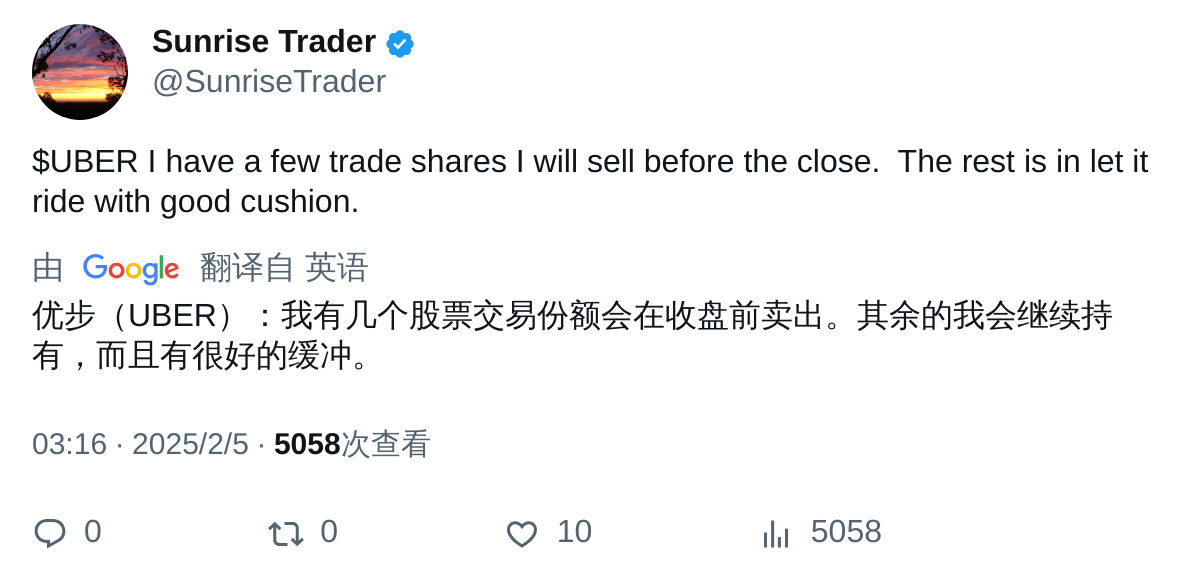 Sunrise Trader
@SunriseTrader
$UBER I have a few trade shares I will sell before the close.  The rest is in let it
ride with good cushion.
由 Google 翻译自 英语
优步（UBER）：我有几个股票交易份额会在收盘前卖出。其余的我会继续持
有，而且有很好的缓冲。
03:16 · 2025/2/5 · 5058次查看
0 0 10 5058